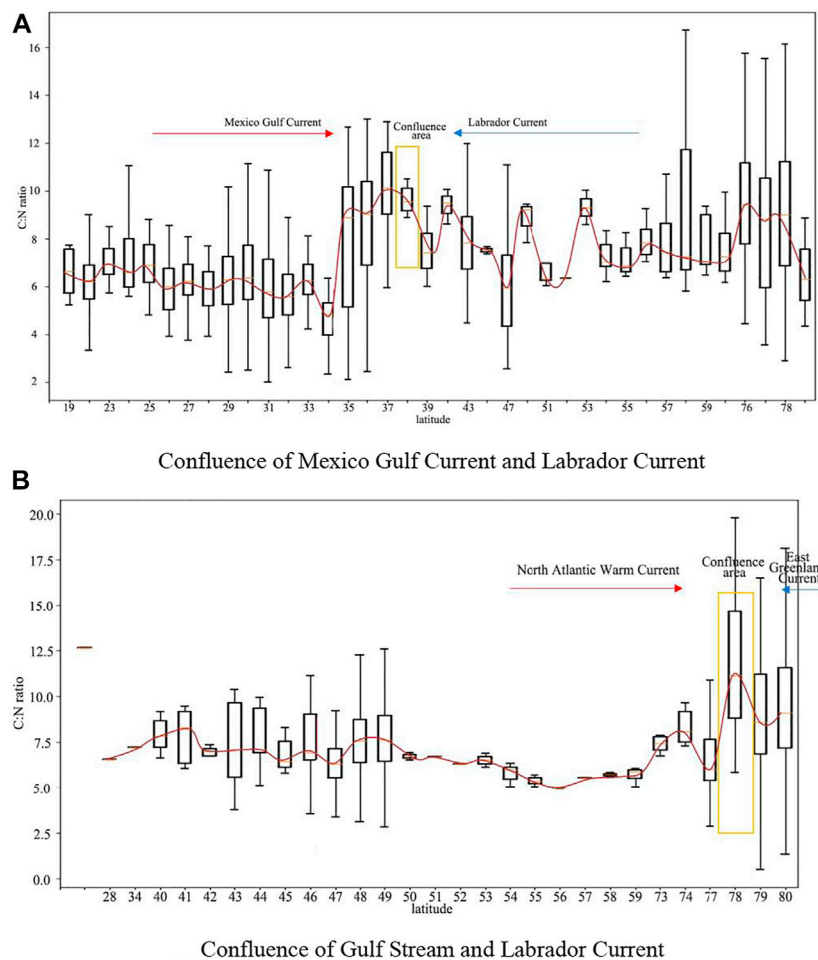 A
16
14
12
10
8
6
4
2
C:N ratio
Mexico Gulf Current
Confluence
area
Labrador Current
19 23 25 27 29 31 33 35 37 39 43 47 51 53 55 57 59 76 78
latitude
Confluence of Mexico Gulf Current and Labrador Current
B
20.0
17.5
15.0
12.5
10.0
7.5
5.0
2.5
0.0
C:N ratio
North Atlantic Warm Current
Confluence
area
East
Greenland
Current
28 34 40 41 42 43 44 45 46 47 48 49 50 51 52 53 54 55 56 57 58 59 73 74 77 78 79 80
latitude
Confluence of Gulf Stream and Labrador Current